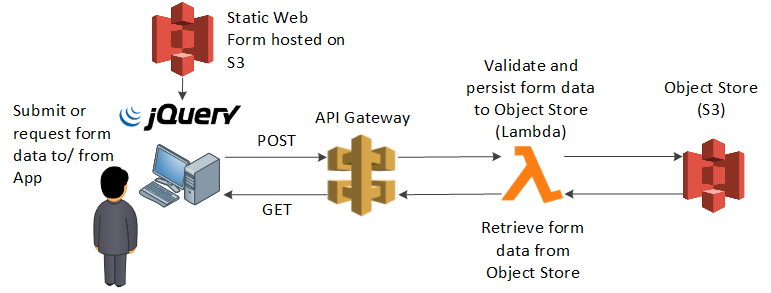 Static Web
Form hosted on
S3
Submit or
request form
data to/ from
App
jQuery
POST
GET
API Gateway
Validate and
persist form data
to Object Store
(Lambda)
Retrieve form
data from
Object Store
Object Store
(S3)